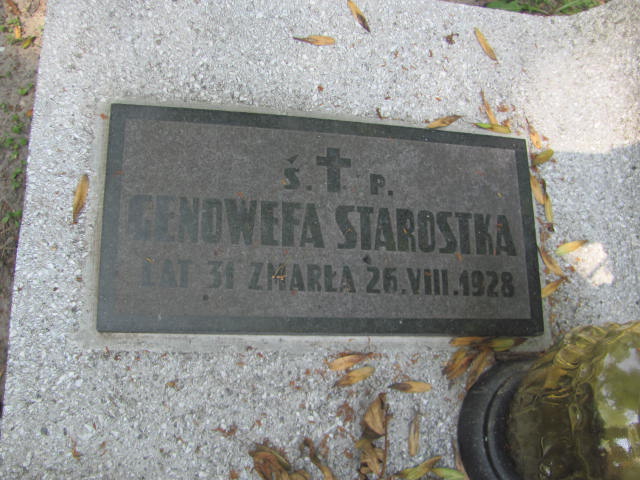 Ś. † P.
GENOWEFA STAROSTKA
LAT 31 ZMARŁA 26.VIII.1928